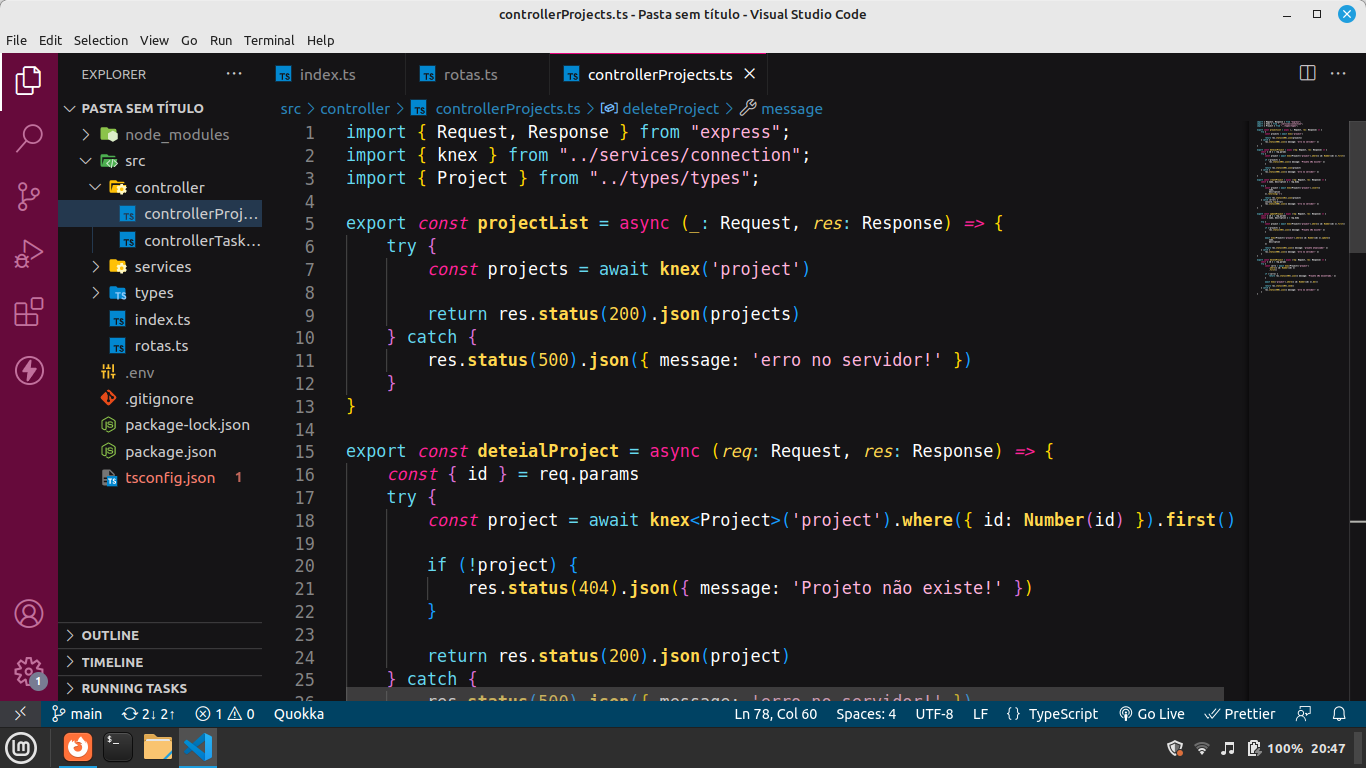 controllerProjects.ts - Pasta sem título - Visual Studio Code
File Edit Selection View Go Run Terminal Help
EXPLORER
PASTA SEM TÍTULO
node_modules
src
controller
controllerProj...
controllerTask...
services
types
index.ts
rotas.ts
.env
.gitignore
package-lock.json
package.json
tsconfig.json 1
OUTLINE
TIMELINE
RUNNING TASKS
index.ts rotas.ts controllerProjects.ts
src > controller > controllerProjects.ts > deleteProject > message
1 import { Request, Response } from "express";
2 import { knex } from "../services/connection";
3 import { Project } from "../types/types";
4
5 export const projectList = async (_: Request, res: Response) => {
6 try {
7 const projects = await knex('project')
8
9 return res.status(200).json(projects)
10 } catch {
11 res.status(500).json({ message: 'erro no servidor!' })
12 }
13 }
14
15 export const deteialProject = async (req: Request, res: Response) => {
16 const { id } = req.params
17 try {
18 const project = await knex<Project>('project').where({ id: Number(id) }).first()
19
20 if (!project) {
21 res.status(404).json({ message: 'Projeto não existe!' })
22 }
23
24 return res.status(200).json(project)
25 } catch {
26 res.status(500).json({ message: 'erro no servidor!' })
1
main 2↓ 2↑ 1 0 Quokka Ln 78, Col 60 Spaces: 4 UTF-8 LF {} TypeScript Go Live Prettier
100% 20:47